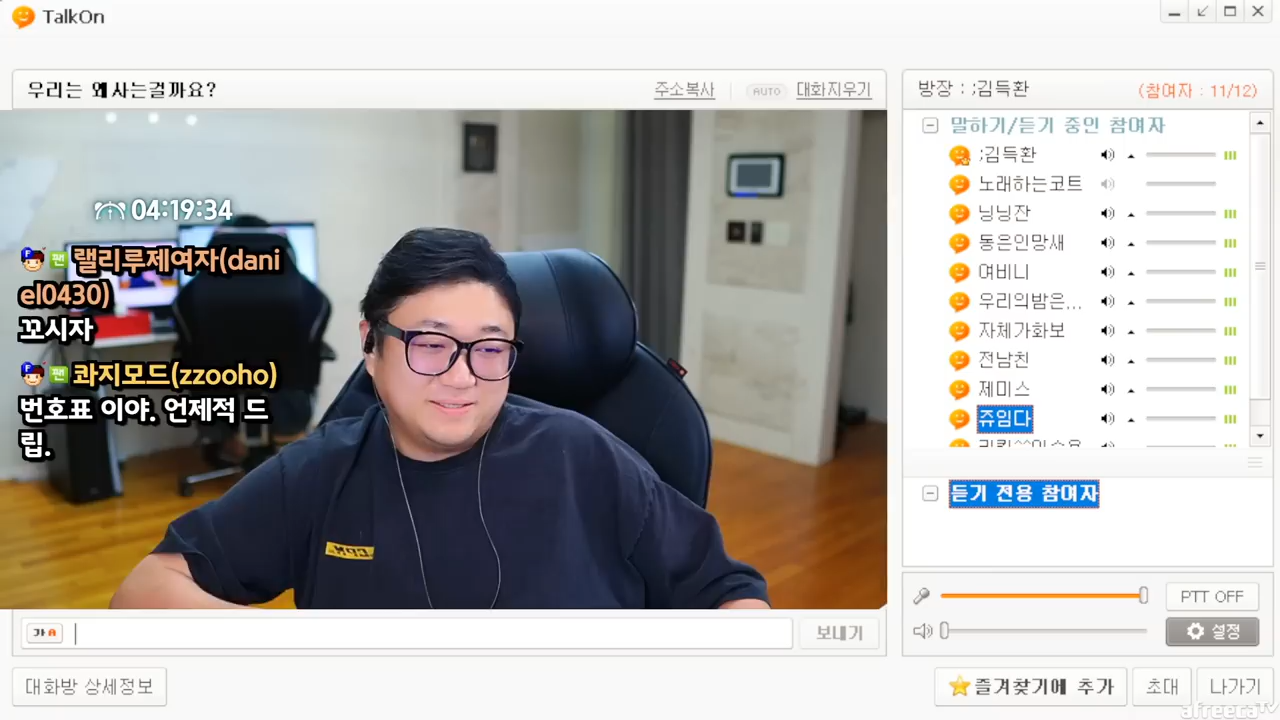 TalkOn
우리는 왜사는걸까요?
주소복사
AUTO
대화지우기
04:19:34
팬 랠리루제여자(dani
el0430)
꼬시자
팬 콰지모드(zzooho)
번호표 이야. 언제적 드
립.
가A
보내기
대화방 상세정보
방장 : ;김득환
(참여자 : 11/12)
말하기/듣기 중인 참여자
;김득환
노래하는코트
닝닝잔
동은인망새
여비니
우리의밤은...
자체가화보
전남친
제미스
쥬임다
듣기 전용 참여자
PTT OFF
설정
즐겨찾기에 추가
초대
나가기
afreecaTV